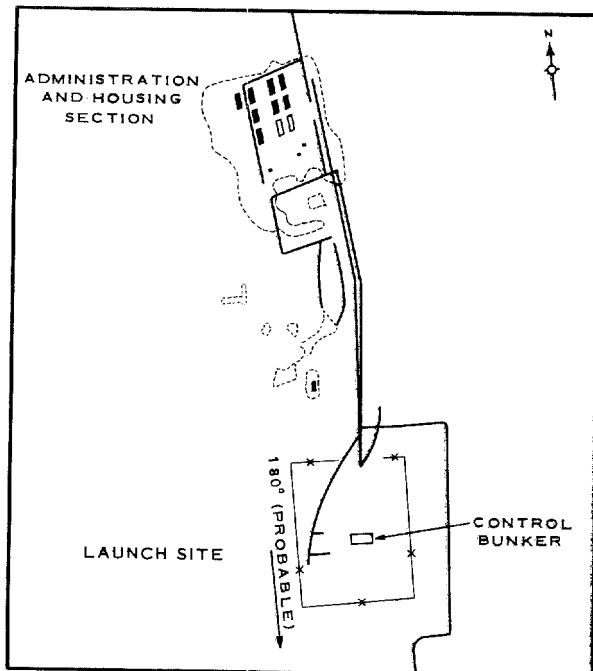 N
ADMINISTRATION
AND HOUSING
SECTION
180° (PROBABLE)
LAUNCH SITE
CONTROL
BUNKER